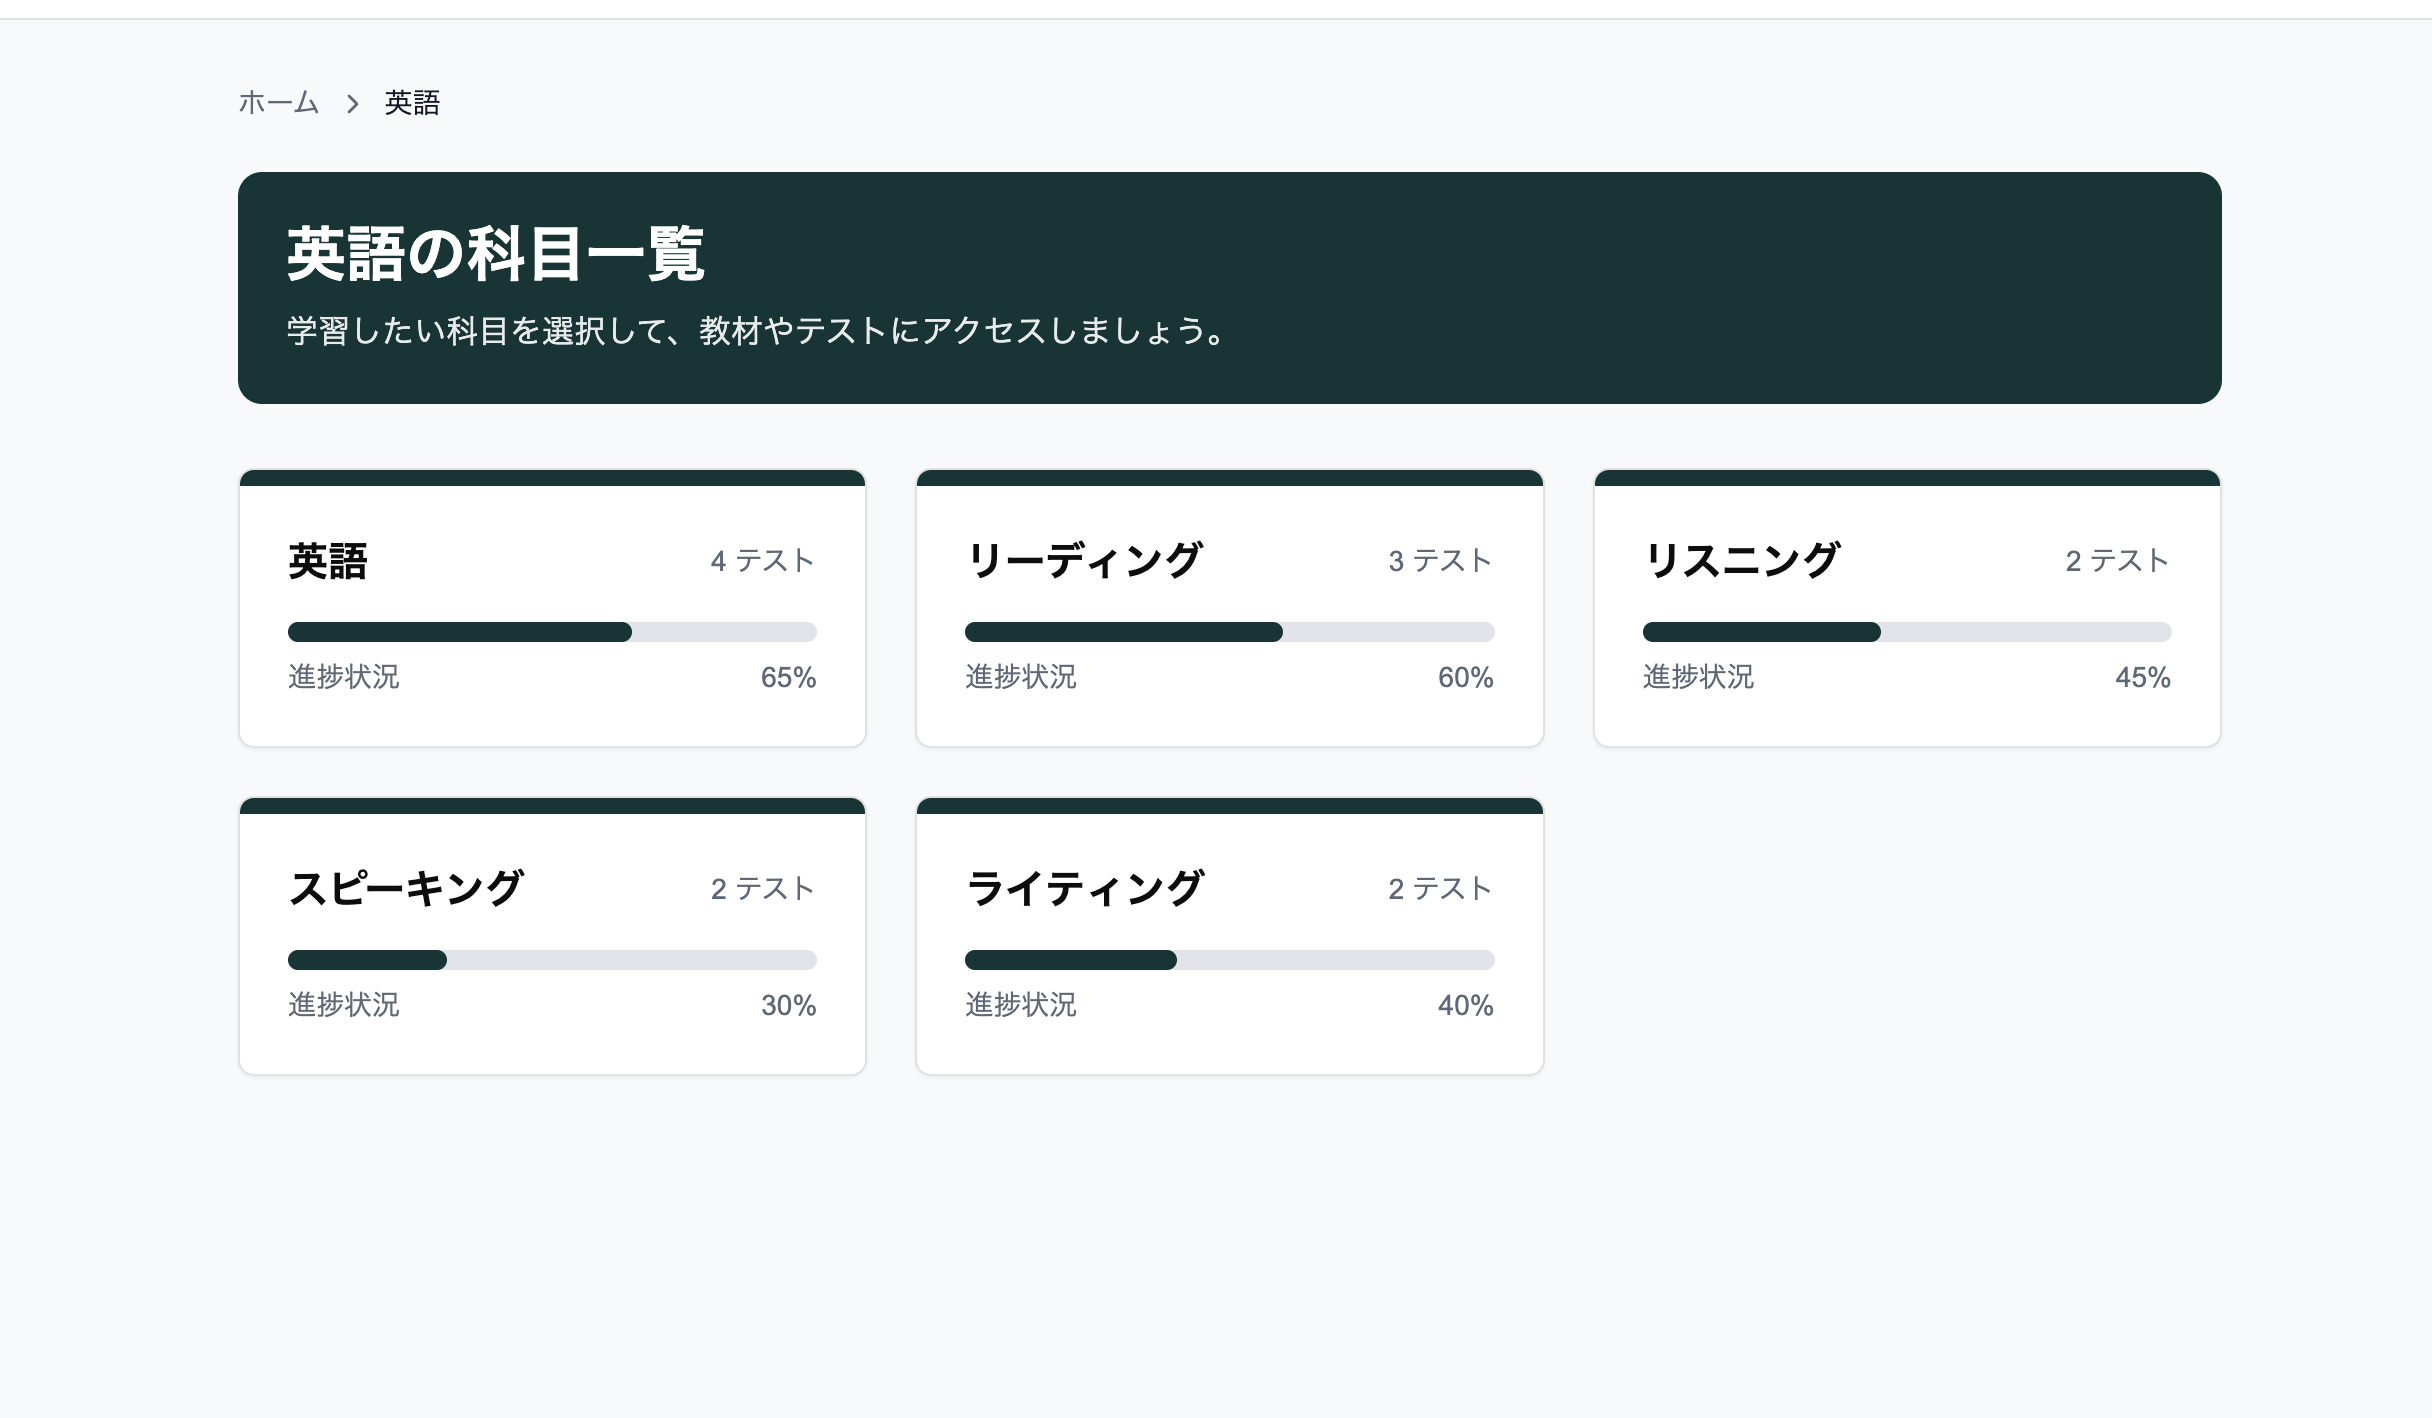 ホーム > 英語
英語の科目一覧
学習したい科目を選択して、教材やテストにアクセスしましょう。
英語 4 テスト
進捗状況 65%
リーディング 3 テスト
進捗状況 60%
リスニング 2 テスト
進捗状況 45%
スピーキング 2 テスト
進捗状況 30%
ライティング 2 テスト
進捗状況 40%